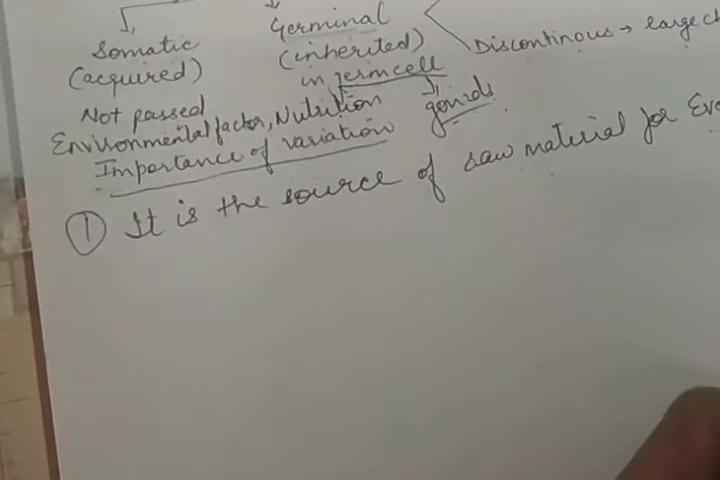 Somatic
(acquired)
Not passed
Environmental factor, Nutrition
Germinal
(inherited)
in germcell
gonads
Discontinous → large
Importance of variation
① It is the source of raw material for